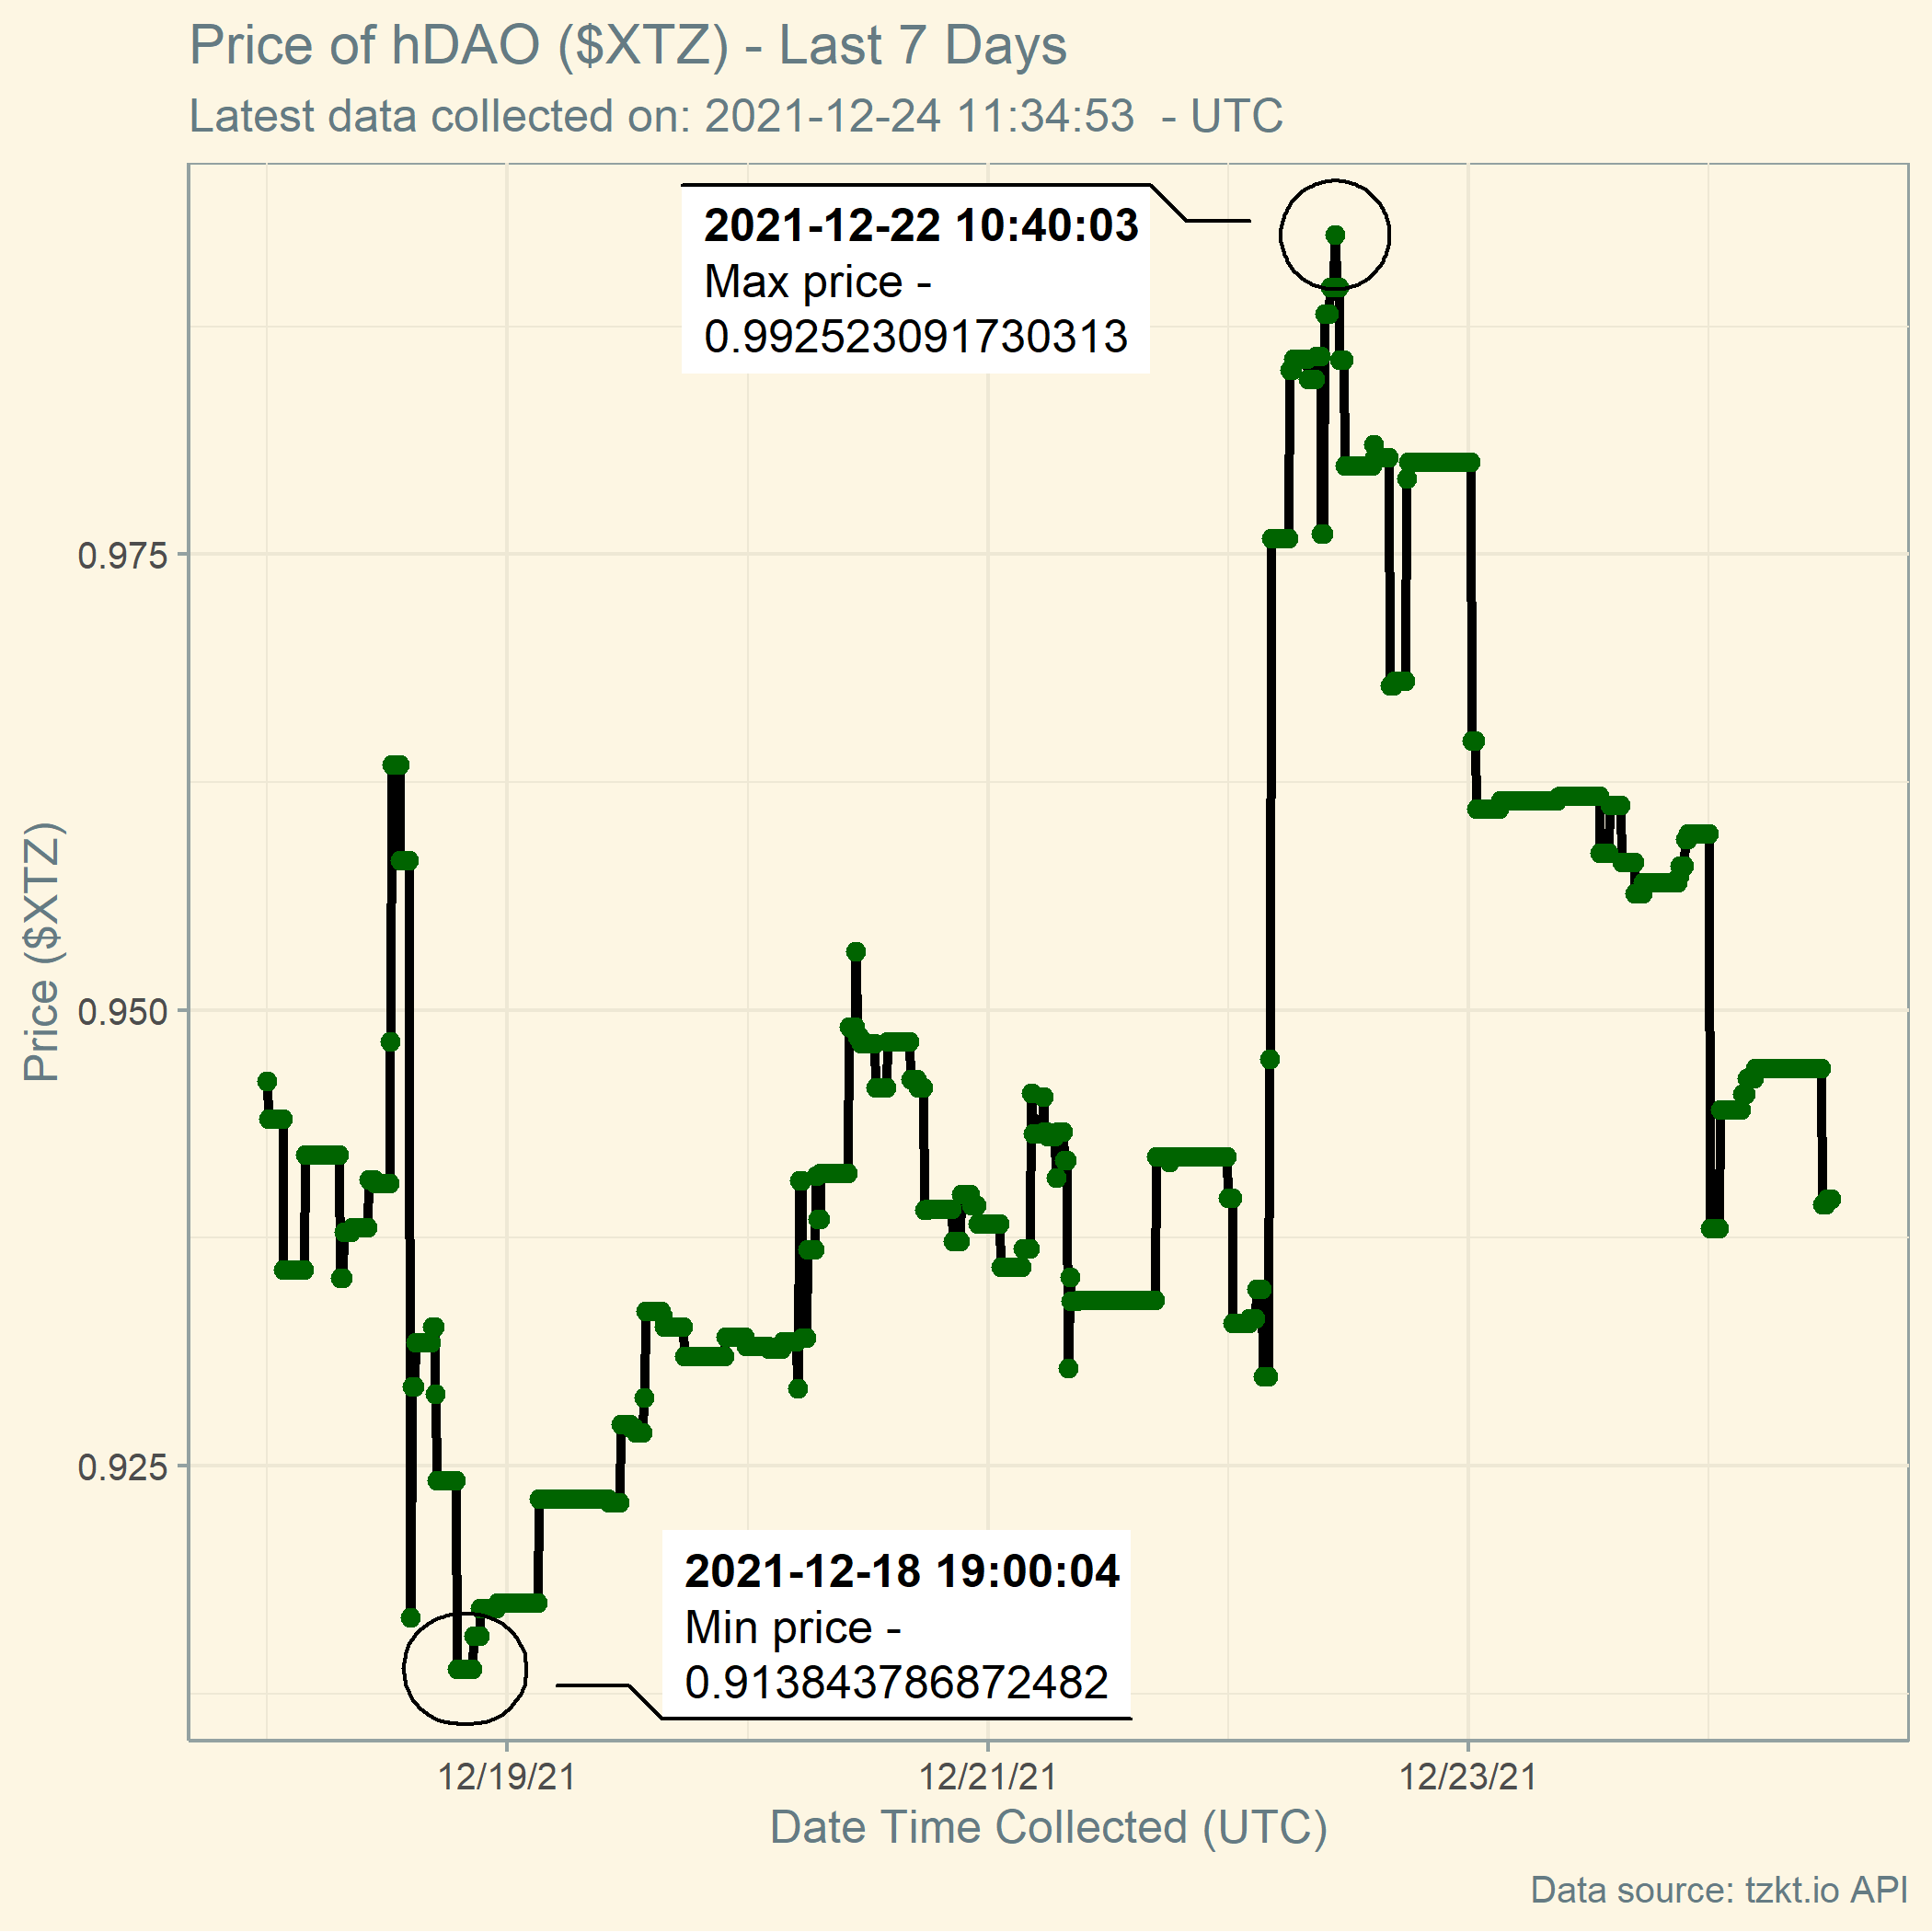 Price of hDAO ($XTZ) - Last 7 Days
Latest data collected on: 2021-12-24 11:34:53  - UTC
2021-12-22 10:40:03
Max price -
0.992523091730313
0.975
0.950
0.925
Price ($XTZ)
2021-12-18 19:00:04
Min price -
0.913843786872482
12/19/21
12/21/21
12/23/21
Date Time Collected (UTC)
Data source: tzkt.io API